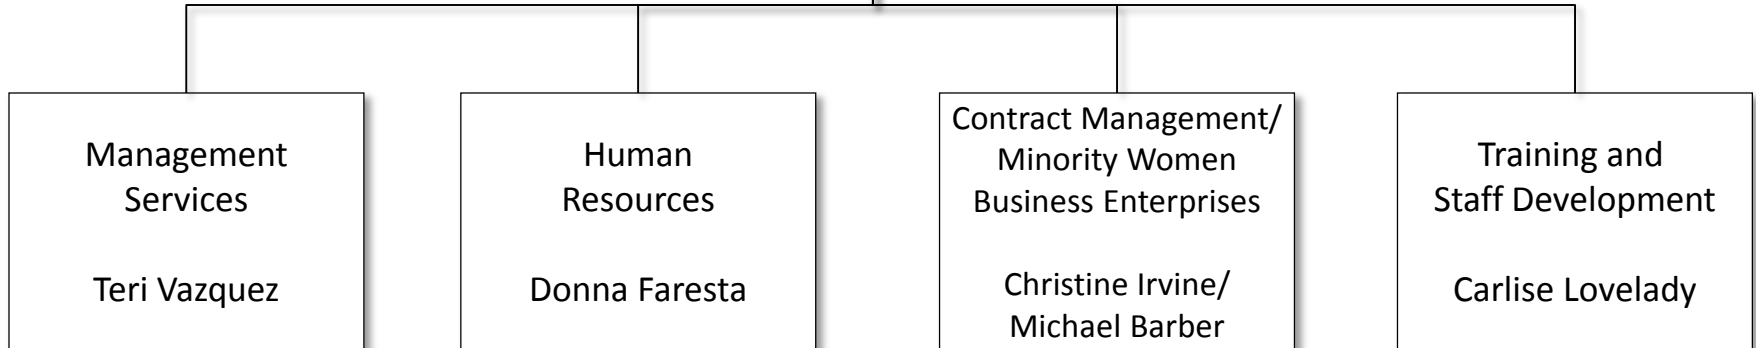 Management
Services
Teri Vazquez
Human
Resources
Donna Faresta
Contract Management/
Minority Women
Business Enterprises
Christine Irvine/
Michael Barber
Training and
Staff Development
Carlise Lovelady